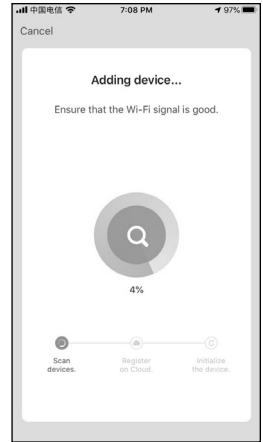 中国电信 7:08 PM 97%
Cancel
Adding device...
Ensure that the Wi-Fi signal is good.
4%
Scan devices.
Register on Cloud.
Initialize the device.